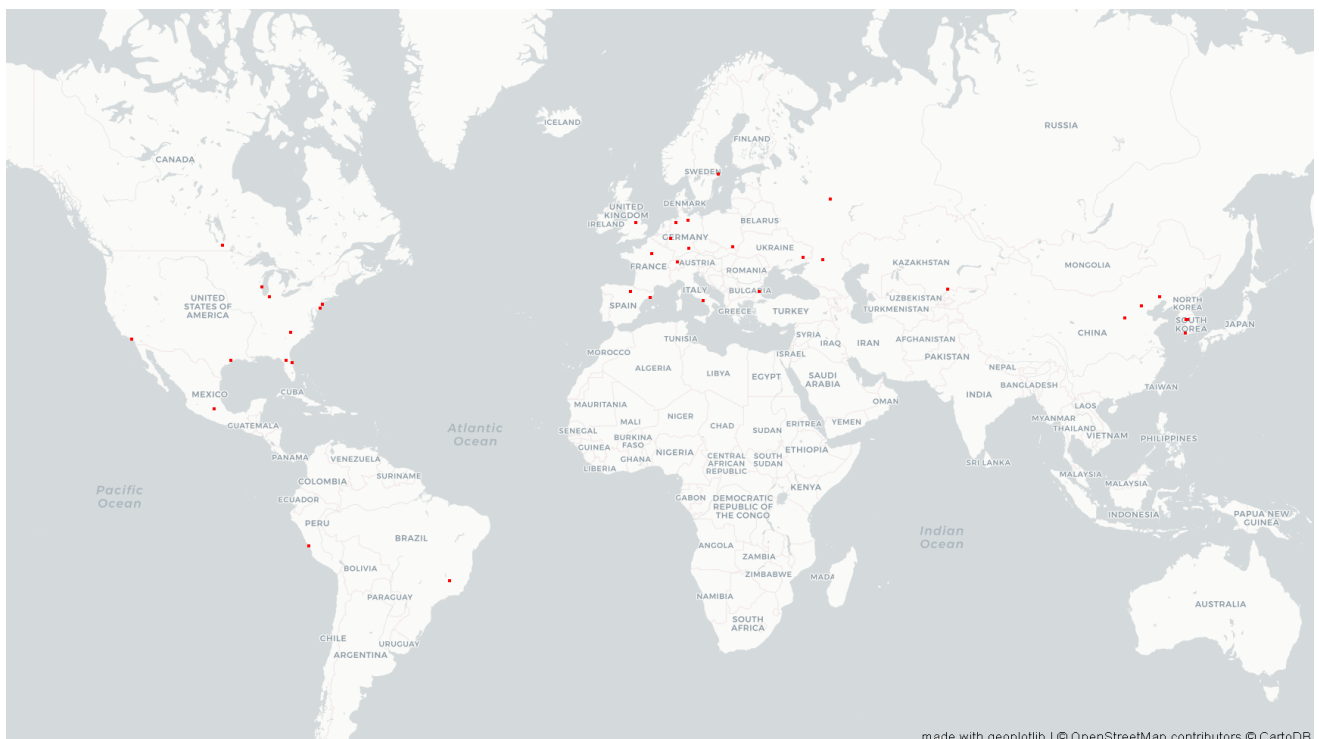 ICELAND
RUSSIA
FINLAND
CANADA
SWEDEN
DENMARK
UNITED
KINGDOM
IRELAND
BELARUS
GERMANY
UKRAINE
AUSTRIA
FRANCE
KAZAKHSTAN
MONGOLIA
ROMANIA
ITALY
BULGARIA
UNITED
STATES OF
AMERICA
SPAIN
GREECE
TURKEY
UZBEKISTAN
TURKMENISTAN
NORTH
KOREA
SOUTH
KOREA
JAPAN
CHINA
TUNISIA
SYRIA
IRAQ
IRAN
AFGHANISTAN
MOROCCO
ISRAEL
PAKISTAN
ALGERIA
LIBYA
EGYPT
SAUDI
ARABIA
NEPAL
BANGLADESH
TAIWAN
MEXICO
CUBA
INDIA
OMAN
LAOS
MAURITANIA
MALI
NIGER
CHAD
SUDAN
ERITREA
YEMEN
MYANMAR
THAILAND
VIETNAM
PHILIPPINES
GUATEMALA
Atlantic
Ocean
SENEGAL
GUINEA
BURKINA
FASO
GHANA
NIGERIA
LIBERIA
CENTRAL
AFRICAN
REPUBLIC
SOUTH
SUDAN
ETHIOPIA
SRI LANKA
PANAMA
VENEZUELA
COLOMBIA
SURINAME
MALAYSIA
MALAYSIA
Pacific
Ocean
ECUADOR
GABON
DEMOCRATIC
REPUBLIC OF
THE CONGO
KENYA
INDONESIA
PAPUA NEW
GUINEA
PERU
BRAZIL
Indian
Ocean
ANGOLA
ZAMBIA
BOLIVIA
ZIMBABWE
MADA
PARAGUAY
NAMIBIA
AUSTRALIA
SOUTH
AFRICA
CHILE
URUGUAY
ARGENTINA
made with geoplotlib | © OpenStreetMap contributors © CartoDB